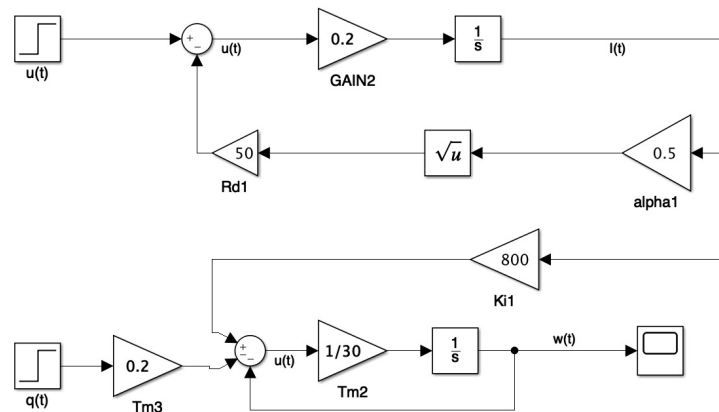 +
−
u(t)
u(t)
0.2
GAIN2
1
s
I(t)
50
Rd1
√u
0.5
alpha1
800
Ki1
q(t)
0.2
Tm3
+
−
−
u(t)
1/30
Tm2
1
s
w(t)